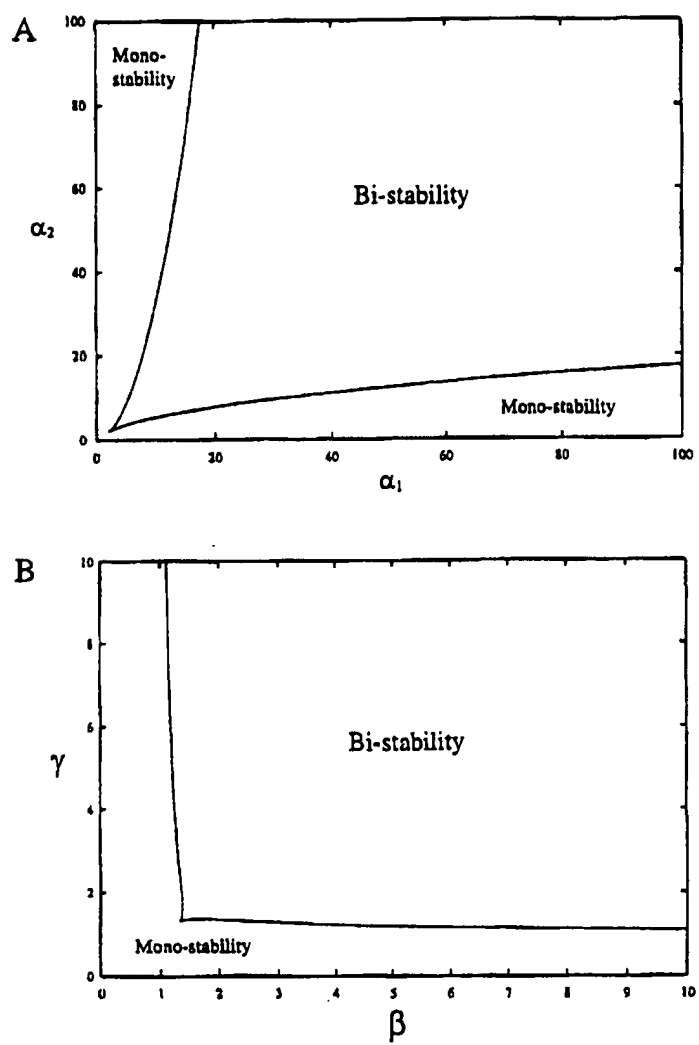 A
100
Mono-
stability
80
60
Bi-stability
α₂
40
20
Mono-stability
0
0 20 40 60 80 100
α₁
B
10
8
6
Bi-stability
γ
4
2
Mono-stability
0
0 1 2 3 4 5 6 7 8 9 10
β